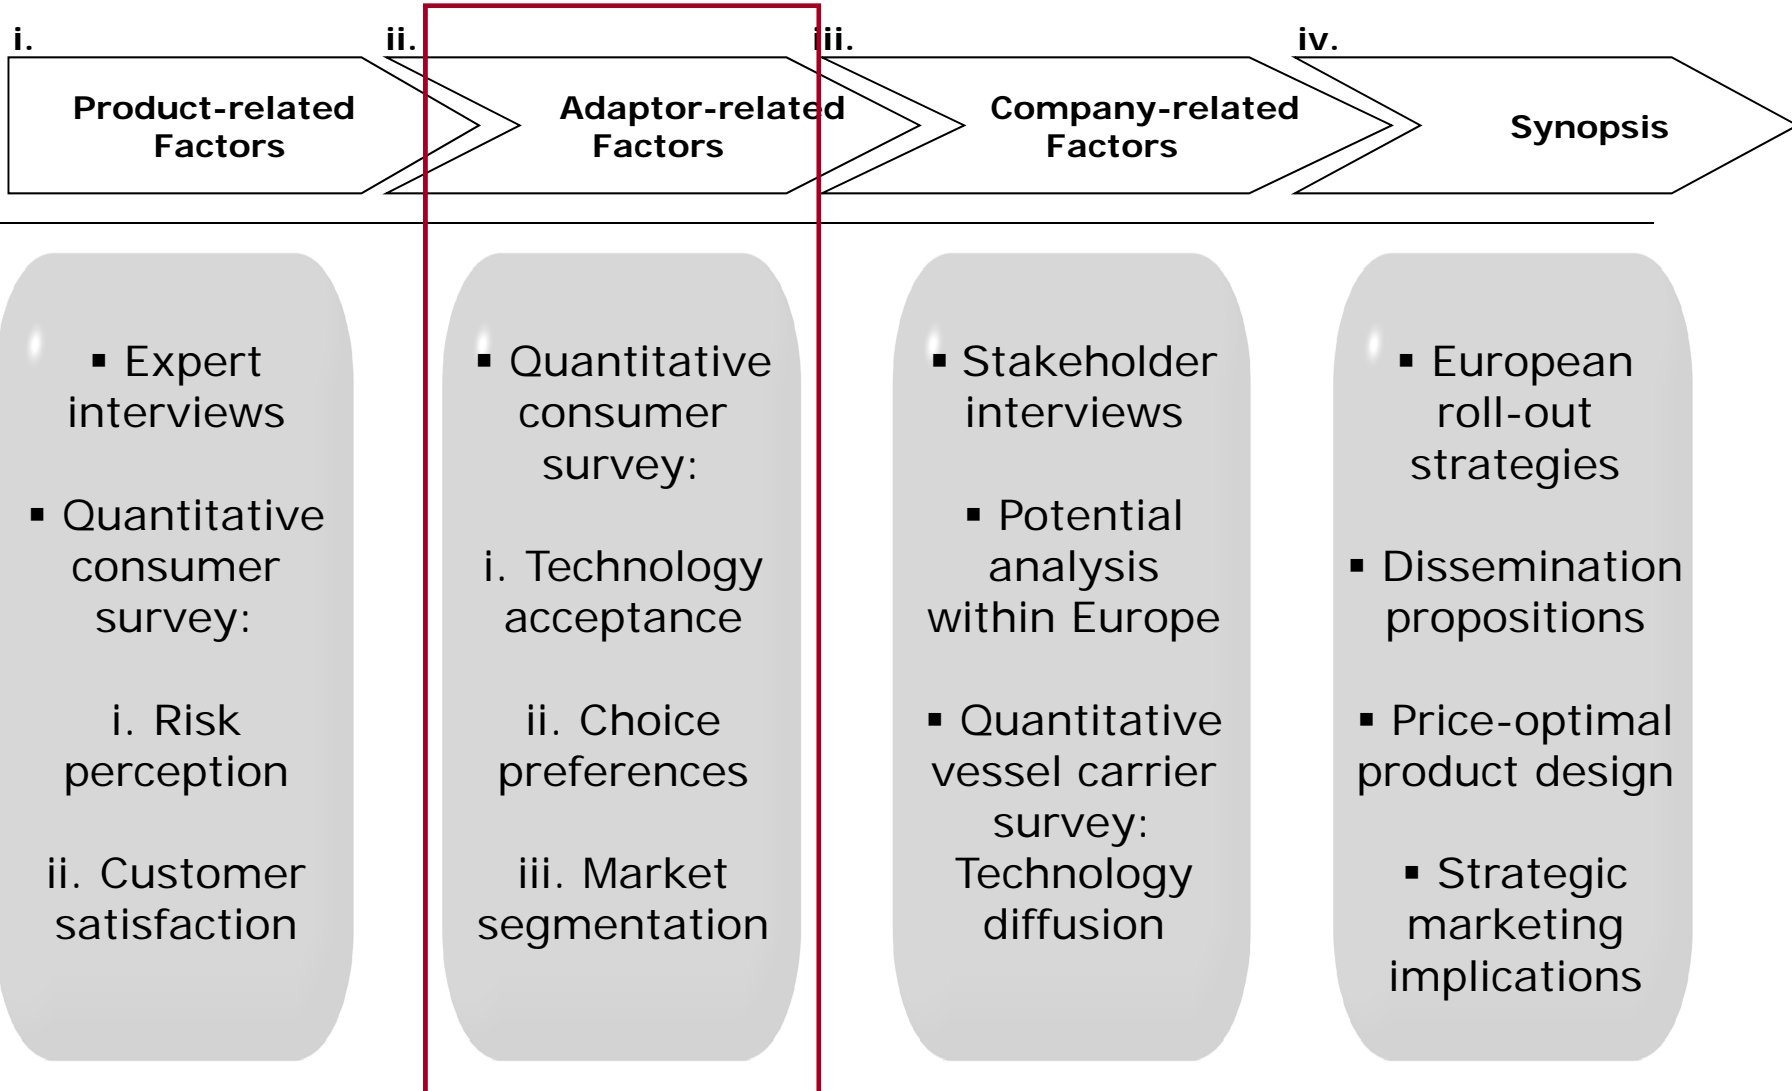 i.
Product-related
Factors
▪ Expert
interviews
▪ Quantitative
consumer
survey:
i. Risk
perception
ii. Customer
satisfaction
ii.
Adaptor-related
Factors
▪ Quantitative
consumer
survey:
i. Technology
acceptance
ii. Choice
preferences
iii. Market
segmentation
iii.
Company-related
Factors
▪ Stakeholder
interviews
▪ Potential
analysis
within Europe
▪ Quantitative
vessel carrier
survey:
Technology
diffusion
iv.
Synopsis
▪ European
roll-out
strategies
▪ Dissemination
propositions
▪ Price-optimal
product design
▪ Strategic
marketing
implications